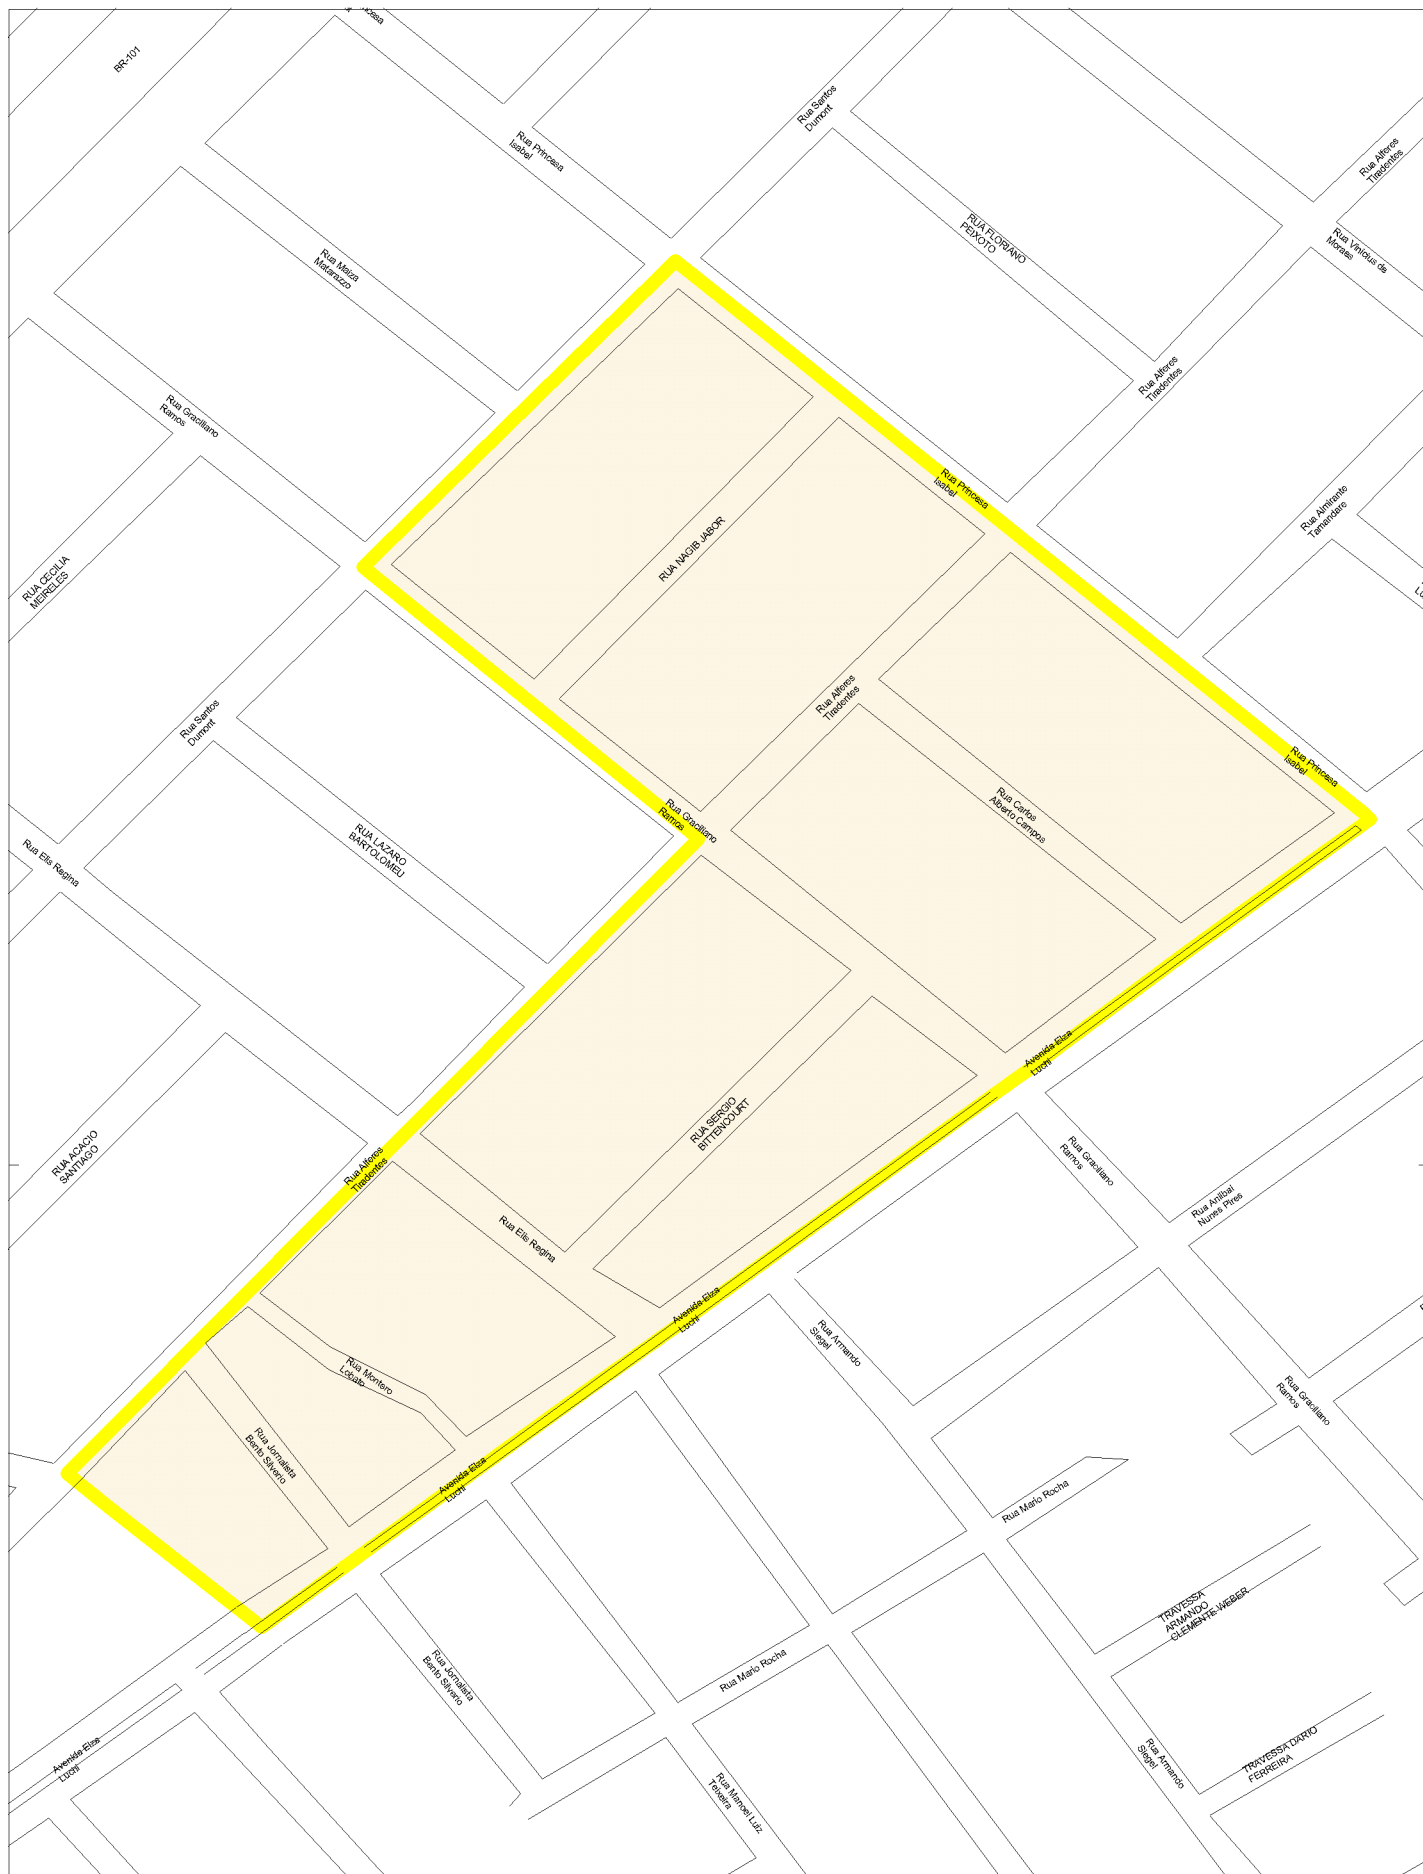 BR-101
Rua Princesa
Isabel
Rua Santos
Dumont
Rua Alferes
Tiradentes
RUA FLORIANO
PEIXOTO
Rua Vinicius de
Moraes
Rua Maiza
Matarazzo
Rua Alferes
Tiradentes
Rua Graciliano
Ramos
Rua Princesa
Isabel
Rua Almirante
Tamandare
RUA NAGIB JABOR
RUA CECILIA
MEIRELES
Rua Santos
Dumont
Rua Alferes
Tiradentes
Rua Princesa
Isabel
Rua Carlos
Alberto Campos
Rua Graciliano
Ramos
RUA LAZARO
BARTOLOMEU
Rua Elis Regina
Avenida Elza
Luchi
RUA SERGIO
BITTENCOURT
RUA ACACIO
SANTIAGO
Rua Alferes
Tiradentes
Rua Graciliano
Ramos
Rua Anilbal
Nunes Pires
Rua Elis Regina
Avenida Elza
Luchi
Rua Armando
Siegel
Rua Montero
Lobato
Rua Graciliano
Ramos
Rua Jornalista
Bento Silverio
Avenida Elza
Luchi
Rua Mario Rocha
TRAVESSA
ARMANDO
CLEMENTE WEBER
Rua Jornalista
Bento Silverio
Rua Mario Rocha
Avenida Elza
Luchi
Rua Armando
Siegel
TRAVESSA DARIO
FERREIRA
Rua Manoel Luiz
Teixeira